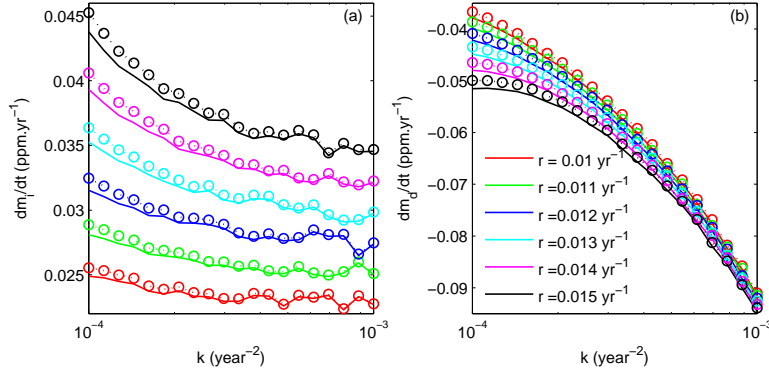 (a)
0.045
0.04
0.035
0.03
0.025
dm_i/dt (ppm.yr^−1)
10^−4
10^−3
k (year^−2)
(b)
−0.04
−0.05
−0.06
−0.07
−0.08
−0.09
dm_d/dt (ppm.yr^−1)
r = 0.01 yr^−1
r =0.011 yr^−1
r =0.012 yr^−1
r =0.013 yr^−1
r =0.014 yr^−1
r =0.015 yr^−1
10^−4
10^−3
k (year^−2)